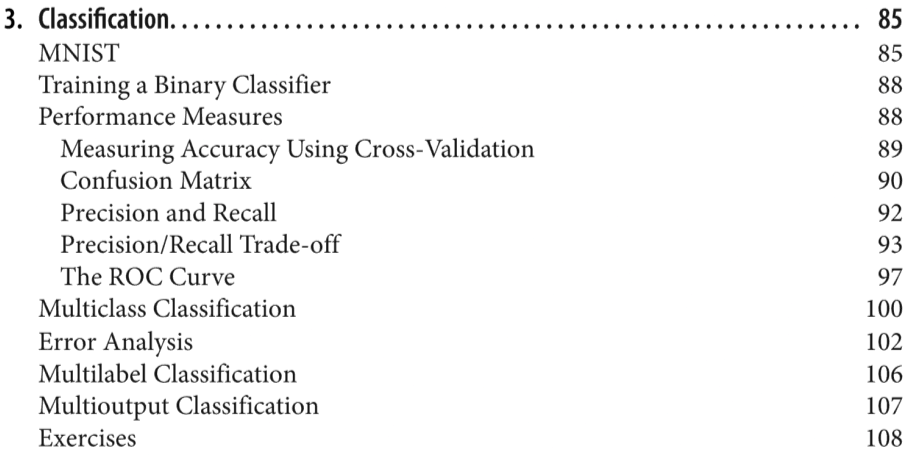 3. Classification. . . . . . . . . . . . . . . . . . . . . . . . . . . . . . . . . . . . . . . . . . . . . . . . . . . . . . . . . . . . . . . . 85
MNIST 85
Training a Binary Classifier 88
Performance Measures 88
Measuring Accuracy Using Cross-Validation 89
Confusion Matrix 90
Precision and Recall 92
Precision/Recall Trade-off 93
The ROC Curve 97
Multiclass Classification 100
Error Analysis 102
Multilabel Classification 106
Multioutput Classification 107
Exercises 108